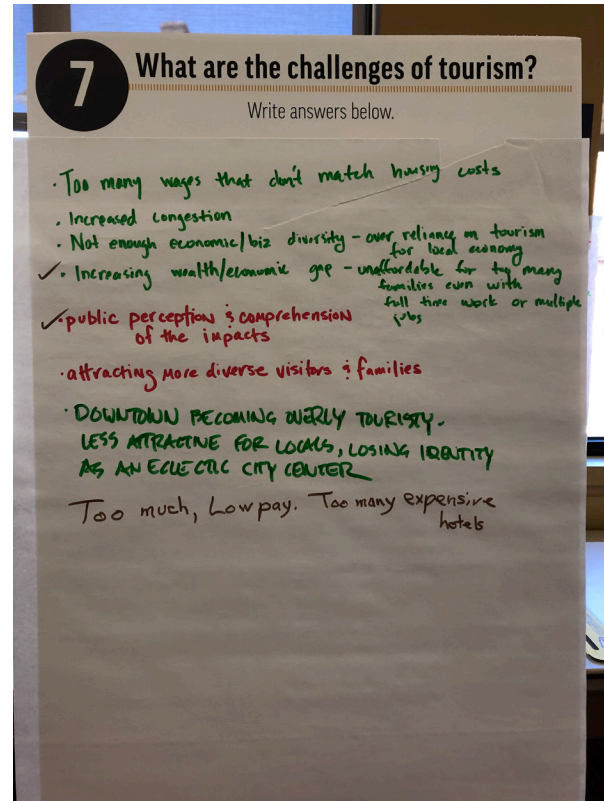 7
What are the challenges of tourism?
Write answers below.
· Too many wages that don't match housing costs
· Increased congestion
· Not enough economic/biz diversity – over reliance on tourism
for local economy
✓· Increasing wealth/economic gap – unaffordable for too many
families even with
full time work or multiple
jobs
✓· public perception & comprehension
of the impacts
· attracting more diverse visitors & families
· DOWNTOWN BECOMING OVERLY TOURISTY.
LESS ATTRACTIVE FOR LOCALS, LOSING IDENTITY
AS AN ECLECTIC CITY CENTER
Too much, Low pay. Too many expensive
hotels